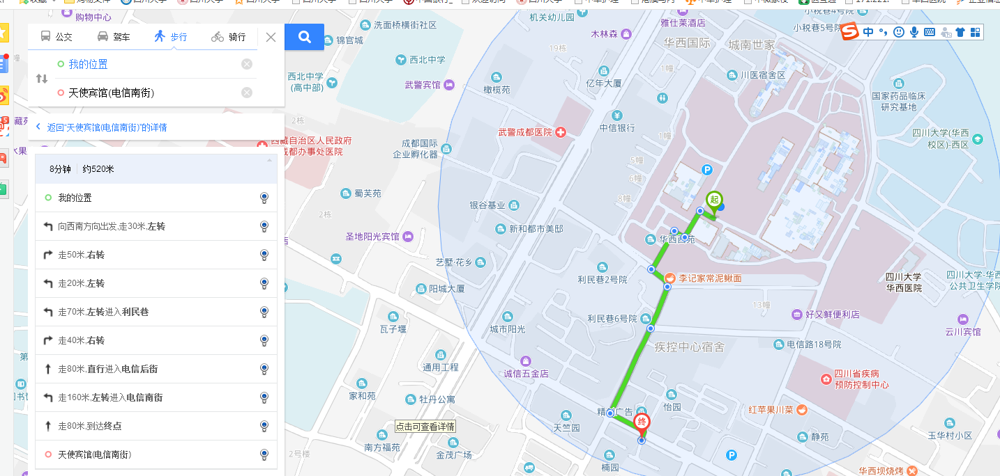 购物中心
洗面桥横街社区
机关幼儿园
雅仕莱酒店
小税巷4号院
小税巷5号院
中
公交
驾车
步行
骑行
锦官城
木林森
华西国际
城南世家
19栋
我的位置
天使宾馆(电信南街)
西北中学
西北中学
(高中部)
武警宾馆
橄榄苑
亿年大厦
1幢
川医宿舍区
国家药品临床
研究基地
返回"天使宾馆(电信南街)"的详情
2栋
西藏自治区人民政府
成都办事处医院
武警成都医院
中信银行
1幢
四川大学(华西
校区)-西区
成都国际
企业孵化器
5幢
6幢
8幢
P
8分钟
约520米
我的位置
向西南方向出发,走30米,左转
走50米,右转
走20米,左转
走70米,左转进入利民巷
走40米,右转
走80米,直行进入电信后街
走160米,左转进入电信南街
走80米,到达终点
天使宾馆(电信南街)
蜀芙苑
2栋
银谷基业
新和都市美邸
圣地阳光宾馆
起
华西西苑
艺墅·花乡
利民巷2号院
李记家常泥鳅面
四川大学
华西医院
四川大学-华西
公共卫生学院
阳城大厦
13幢
好又鲜便利店
利民巷6号院
城市阳光
瓦子堰
云川宾馆
疾控中心宿舍
电信路18号院
通用工程
诚信五金店
四川省疾病
预防控制中心
家和苑
牡丹公寓
怡园
精创广告
终
红苹果川菜
点击可查看详情
天竺园
静苑
玉华村小区
南方福苑
金茂广场
2号楼
楠园
P
华西坝烧烤